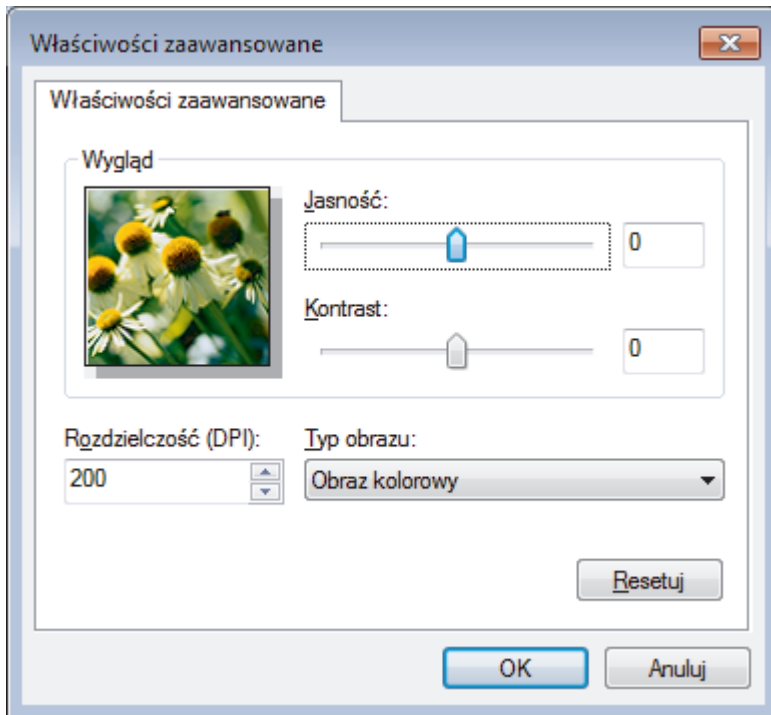 Właściwości zaawansowane
Właściwości zaawansowane
Wygląd
Jasność:
0
Kontrast:
0
Rozdzielczość (DPI):
200
Typ obrazu:
Obraz kolorowy
Resetuj
OK
Anuluj